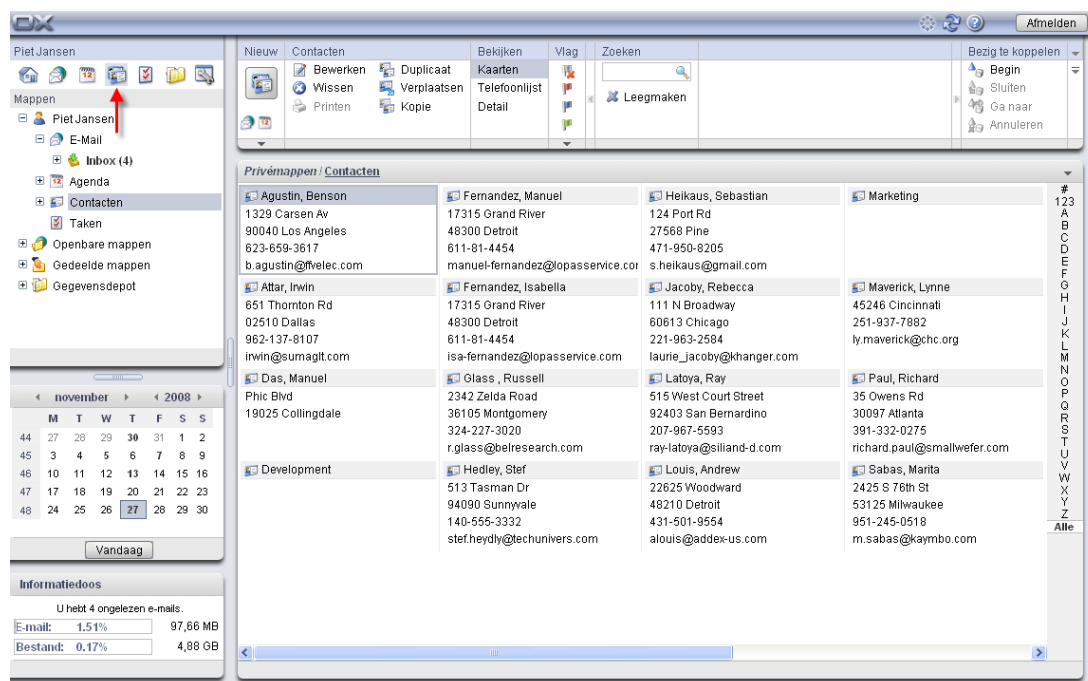 OX
Afmelden
Piet Jansen
Mappen
Piet Jansen
E-Mail
Inbox (4)
Agenda
Contacten
Taken
Openbare mappen
Gedeelde mappen
Gegevensdepot
november 2008
M T W T F S S
44 27 28 29 30 31 1 2
45 3 4 5 6 7 8 9
46 10 11 12 13 14 15 16
47 17 18 19 20 21 22 23
48 24 25 26 27 28 29 30
Vandaag
Informatiedoos
U hebt 4 ongelezen e-mails.
E-mail: 1.51% 97,66 MB
Bestand: 0.17% 4,88 GB
Nieuw
Contacten
Bewerken
Wissen
Printen
Duplicaat
Verplaatsen
Kopie
Bekijken
Kaarten
Telefoonlijst
Detail
Vlag
Zoeken
Leegmaken
Bezig te koppelen
Begin
Sluiten
Ga naar
Annuleren
Privémappen / Contacten
Agustin, Benson
1329 Carsen Av
90040 Los Angeles
623-659-3617
b.agustin@ffvelec.com
Attar, Irwin
651 Thornton Rd
02510 Dallas
962-137-8107
irwin@sumaglt.com
Das, Manuel
Phic Blvd
19025 Collingdale
Development
Fernandez, Manuel
17315 Grand River
48300 Detroit
611-81-4454
manuel-fernandez@lopasservice.cor
Fernandez, Isabella
17315 Grand River
48300 Detroit
611-81-4454
isa-fernandez@lopasservice.com
Glass , Russell
2342 Zelda Road
36105 Montgomery
324-227-3020
r.glass@belresearch.com
Hedley, Stef
513 Tasman Dr
94090 Sunnyvale
140-555-3332
stef.heydly@techunivers.com
Heikaus, Sebastian
124 Port Rd
27568 Pine
471-950-8205
s.heikaus@gmail.com
Jacoby, Rebecca
111 N Broadway
60613 Chicago
221-963-2584
laurie_jacoby@khanger.com
Latoya, Ray
515 West Court Street
92403 San Bernardino
207-967-5593
ray-latoya@siliand-d.com
Louis, Andrew
22625 Woodward
48210 Detroit
431-501-9554
alouis@addex-us.com
Marketing
Maverick, Lynne
45246 Cincinnati
251-937-7882
ly.maverick@chc.org
Paul, Richard
35 Owens Rd
30097 Atlanta
391-332-0275
richard.paul@smallwefer.com
Sabas, Marita
2425 S 76th St
53125 Milwaukee
951-245-0518
m.sabas@kaymbo.com
#
123
A
B
C
D
E
F
G
H
I
J
K
L
M
N
O
P
Q
R
S
T
U
V
W
X
Y
Z
Alle